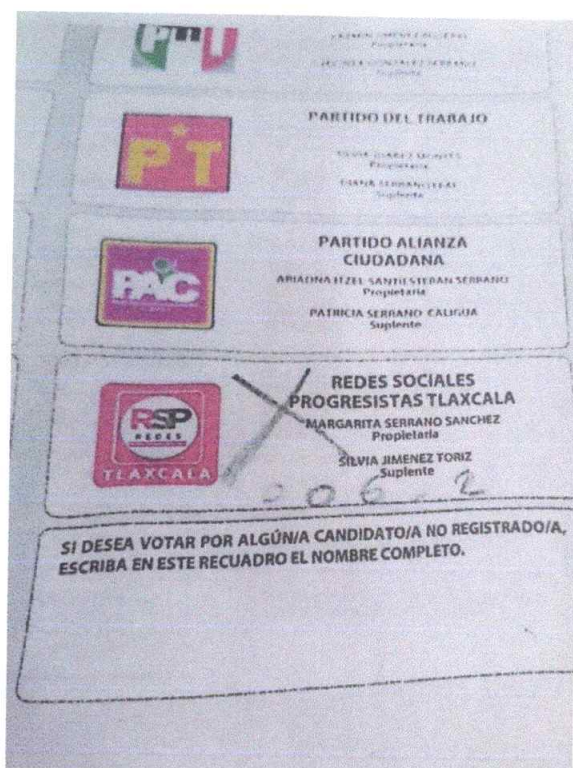 PARTIDO DEL TRABAJO
PT
Propietaria
Suplente
PARTIDO ALIANZA
CIUDADANA
PAC
ARIADNA ITZEL SANTIESTEBAN SERRANO
Propietaria
PATRICIA SERRANO CALIGUA
Suplente
REDES SOCIALES
PROGRESISTAS TLAXCALA
RSP
REDES
TLAXCALA
MARGARITA SERRANO SANCHEZ
Propietaria
SILVIA JIMENEZ TORIZ
Suplente
SI DESEA VOTAR POR ALGÚN/A CANDIDATO/A NO REGISTRADO/A,
ESCRIBA EN ESTE RECUADRO EL NOMBRE COMPLETO.